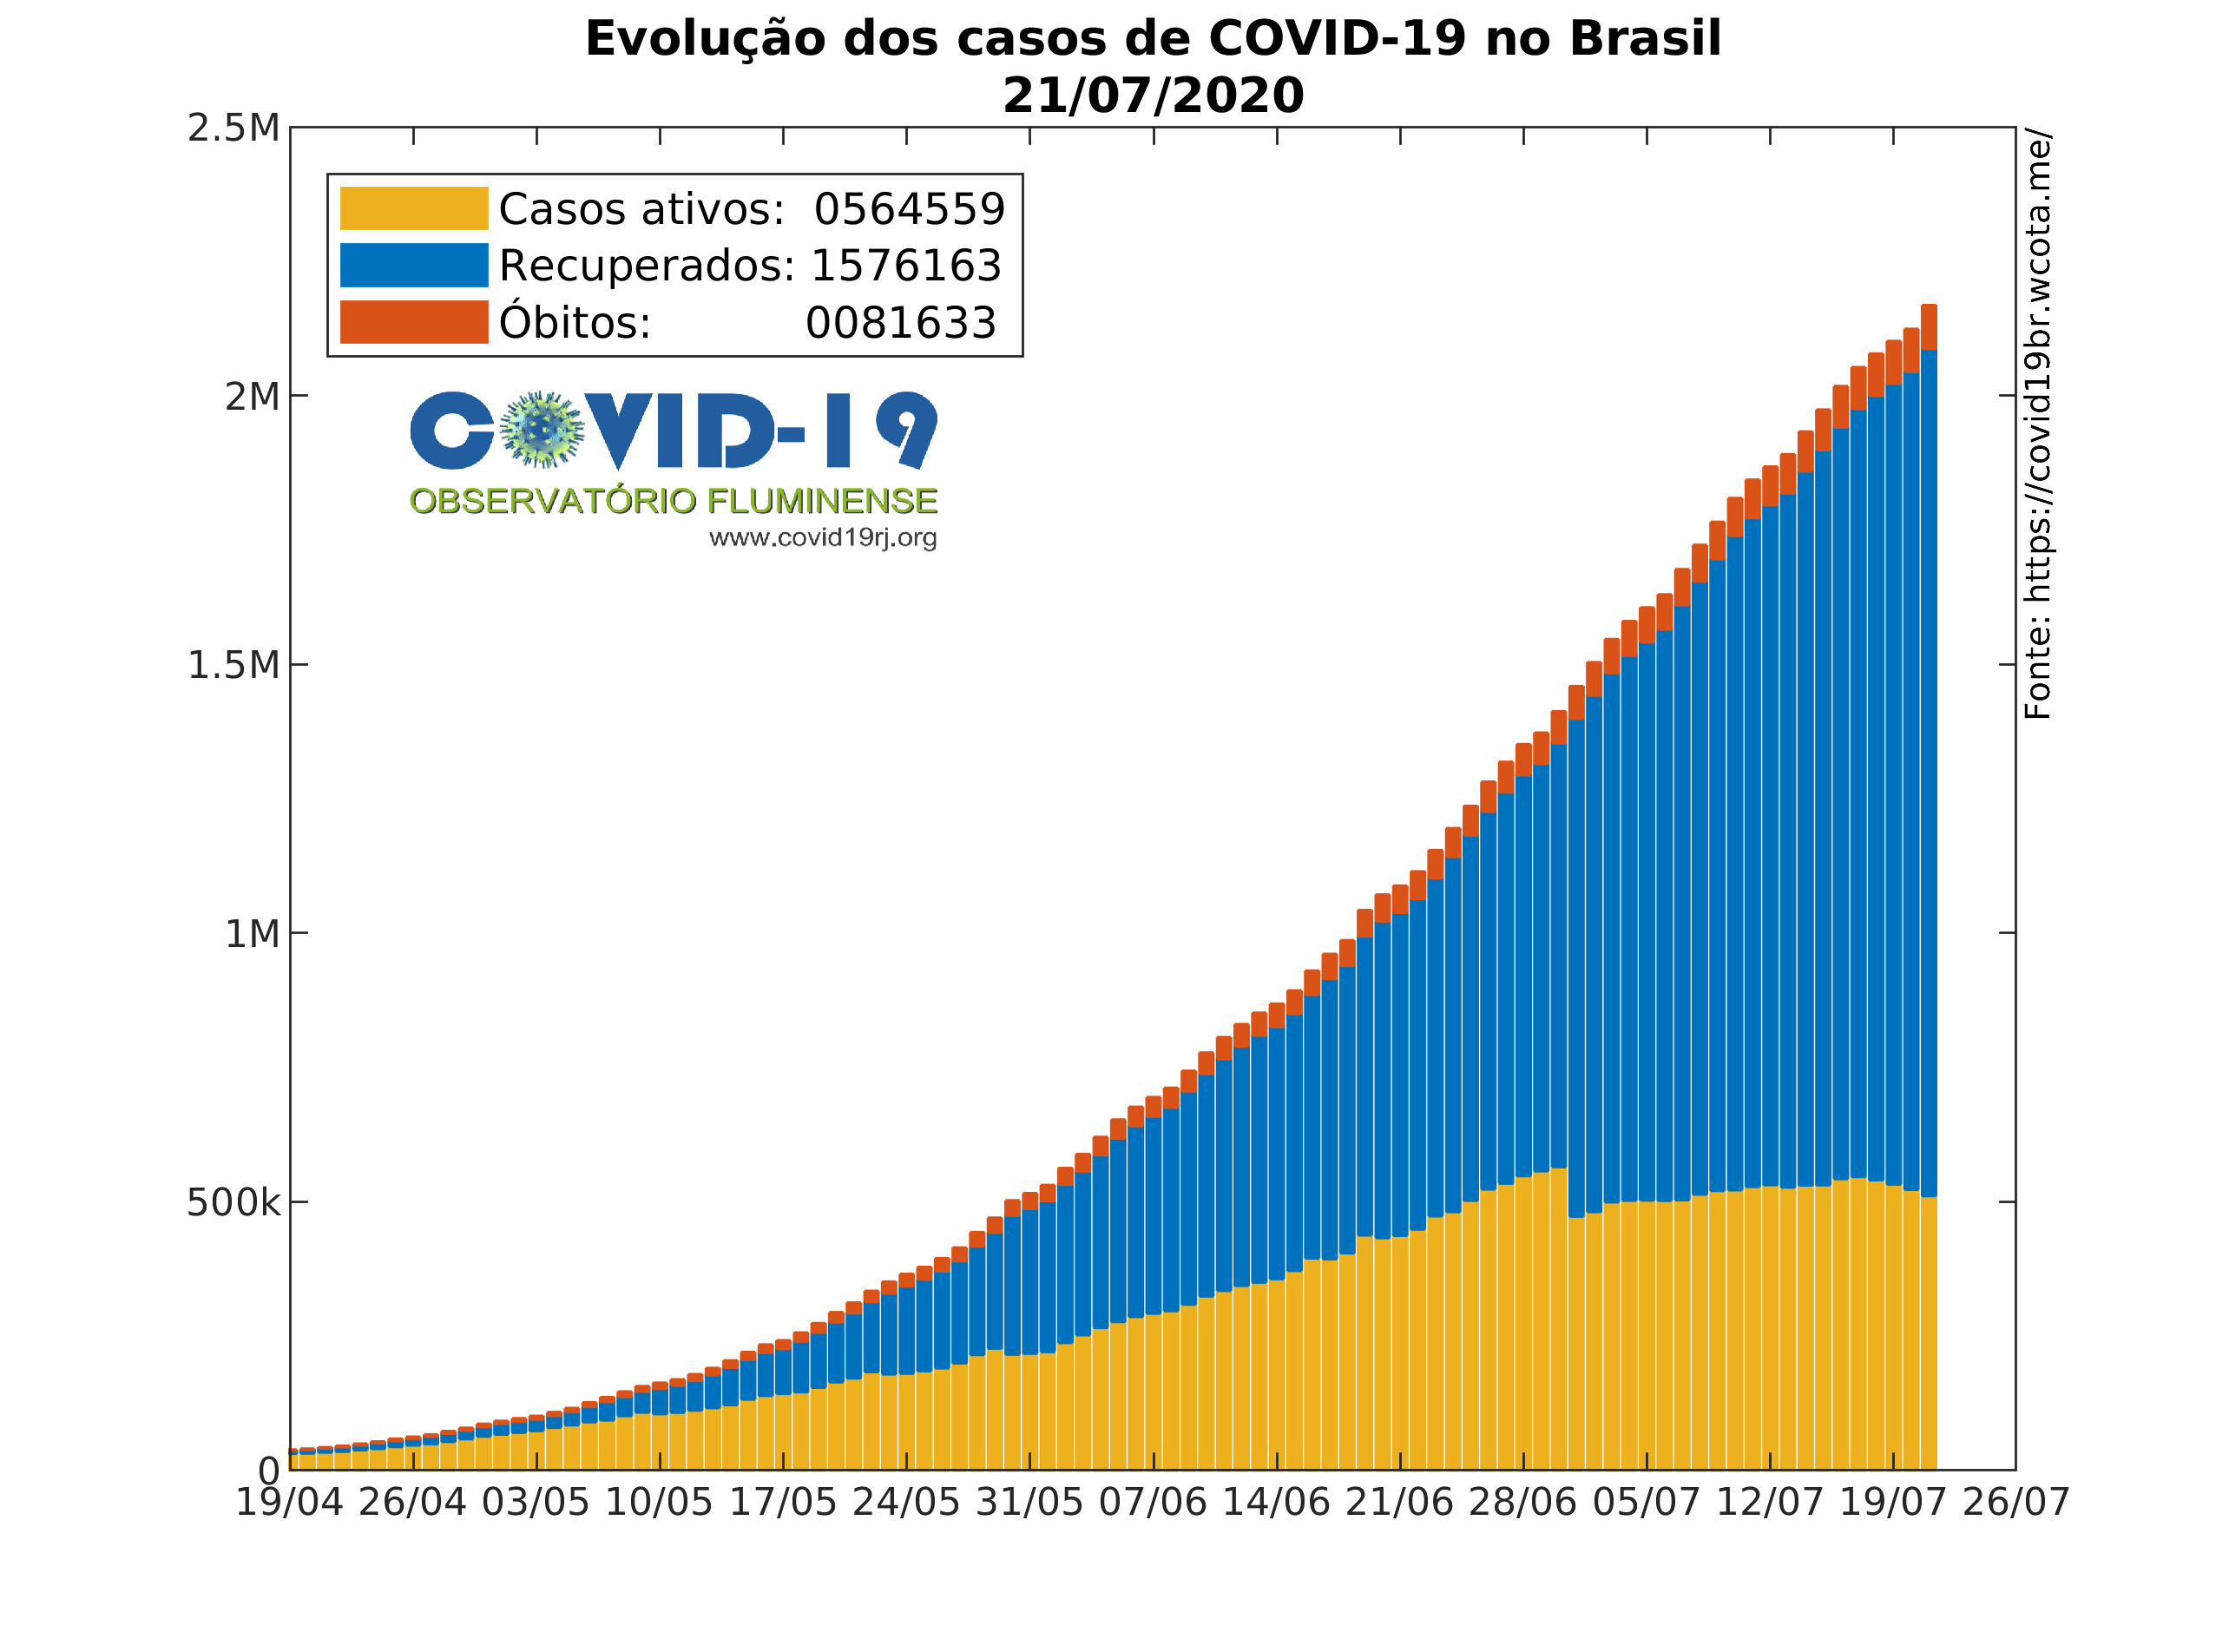 Evolução dos casos de COVID-19 no Brasil
21/07/2020
2.5M
2M
1.5M
1M
500k
0
Casos ativos: 0564559
Recuperados: 1576163
Óbitos: 0081633
COVID-19
OBSERVATÓRIO FLUMINENSE
www.covid19rj.org
Fonte: https://covid19br.wcota.me/
19/04 26/04 03/05 10/05 17/05 24/05 31/05 07/06 14/06 21/06 28/06 05/07 12/07 19/07 26/07